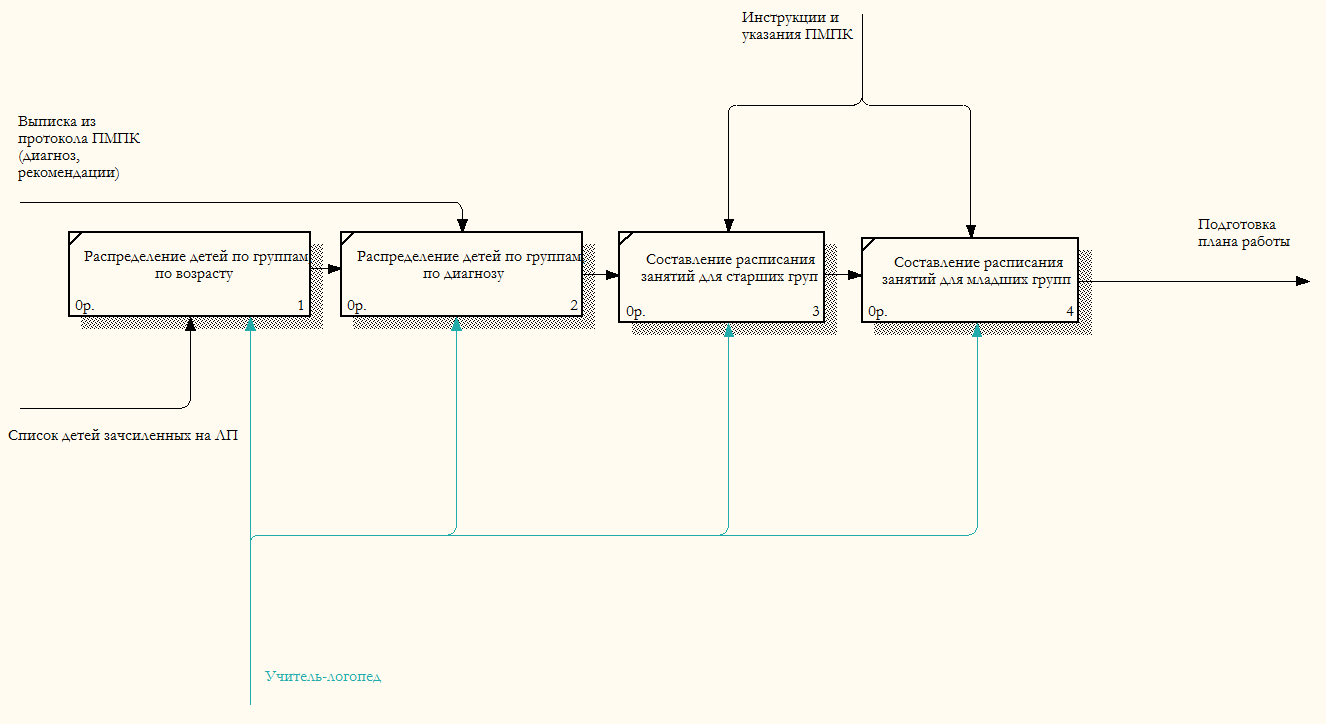 Инструкции и
указания ПМПК
Выписка из
протокола ПМПК
(диагноз,
рекомендации)
Подготовка
плана работы
Распределение детей по группам
по возрасту
0р.
1
Распределение детей по группам
по диагнозу
0р.
2
Составление расписания
занятий для старших груп
0р.
3
Составление расписания
занятий для младших групп
0р.
4
Список детей зачсиленных на ЛП
Учитель-логопед